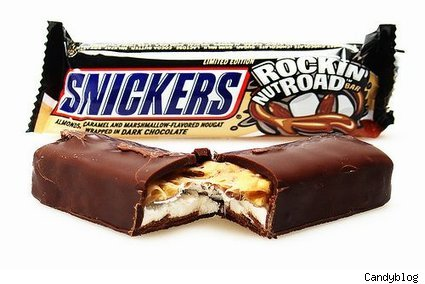 LIMITED EDITION
SNICKERS
ROCKIN'
NUT ROAD
BAR
ALMONDS, CARAMEL AND MARSHMALLOW-FLAVORED NOUGAT
WRAPPED IN DARK CHOCOLATE
Candyblog